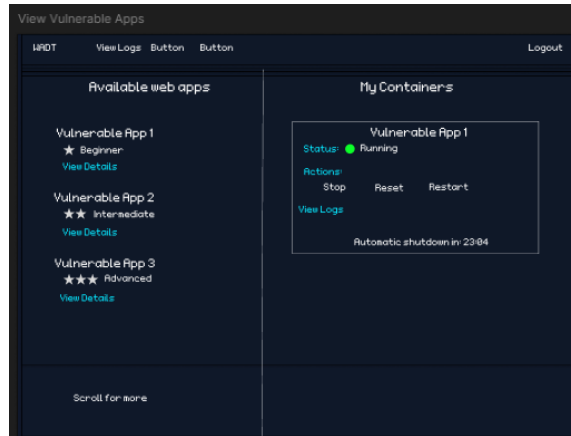 View Vulnerable Apps
WADT View Logs Button Button Logout
Available web apps
Vulnerable App 1
Beginner
View Details
Vulnerable App 2
Intermediate
View Details
Vulnerable App 3
Advanced
View Details
Scroll for more
My Containers
Vulnerable App 1
Status: Running
Actions:
Stop Reset Restart
View Logs
Automatic shutdown in: 23:04